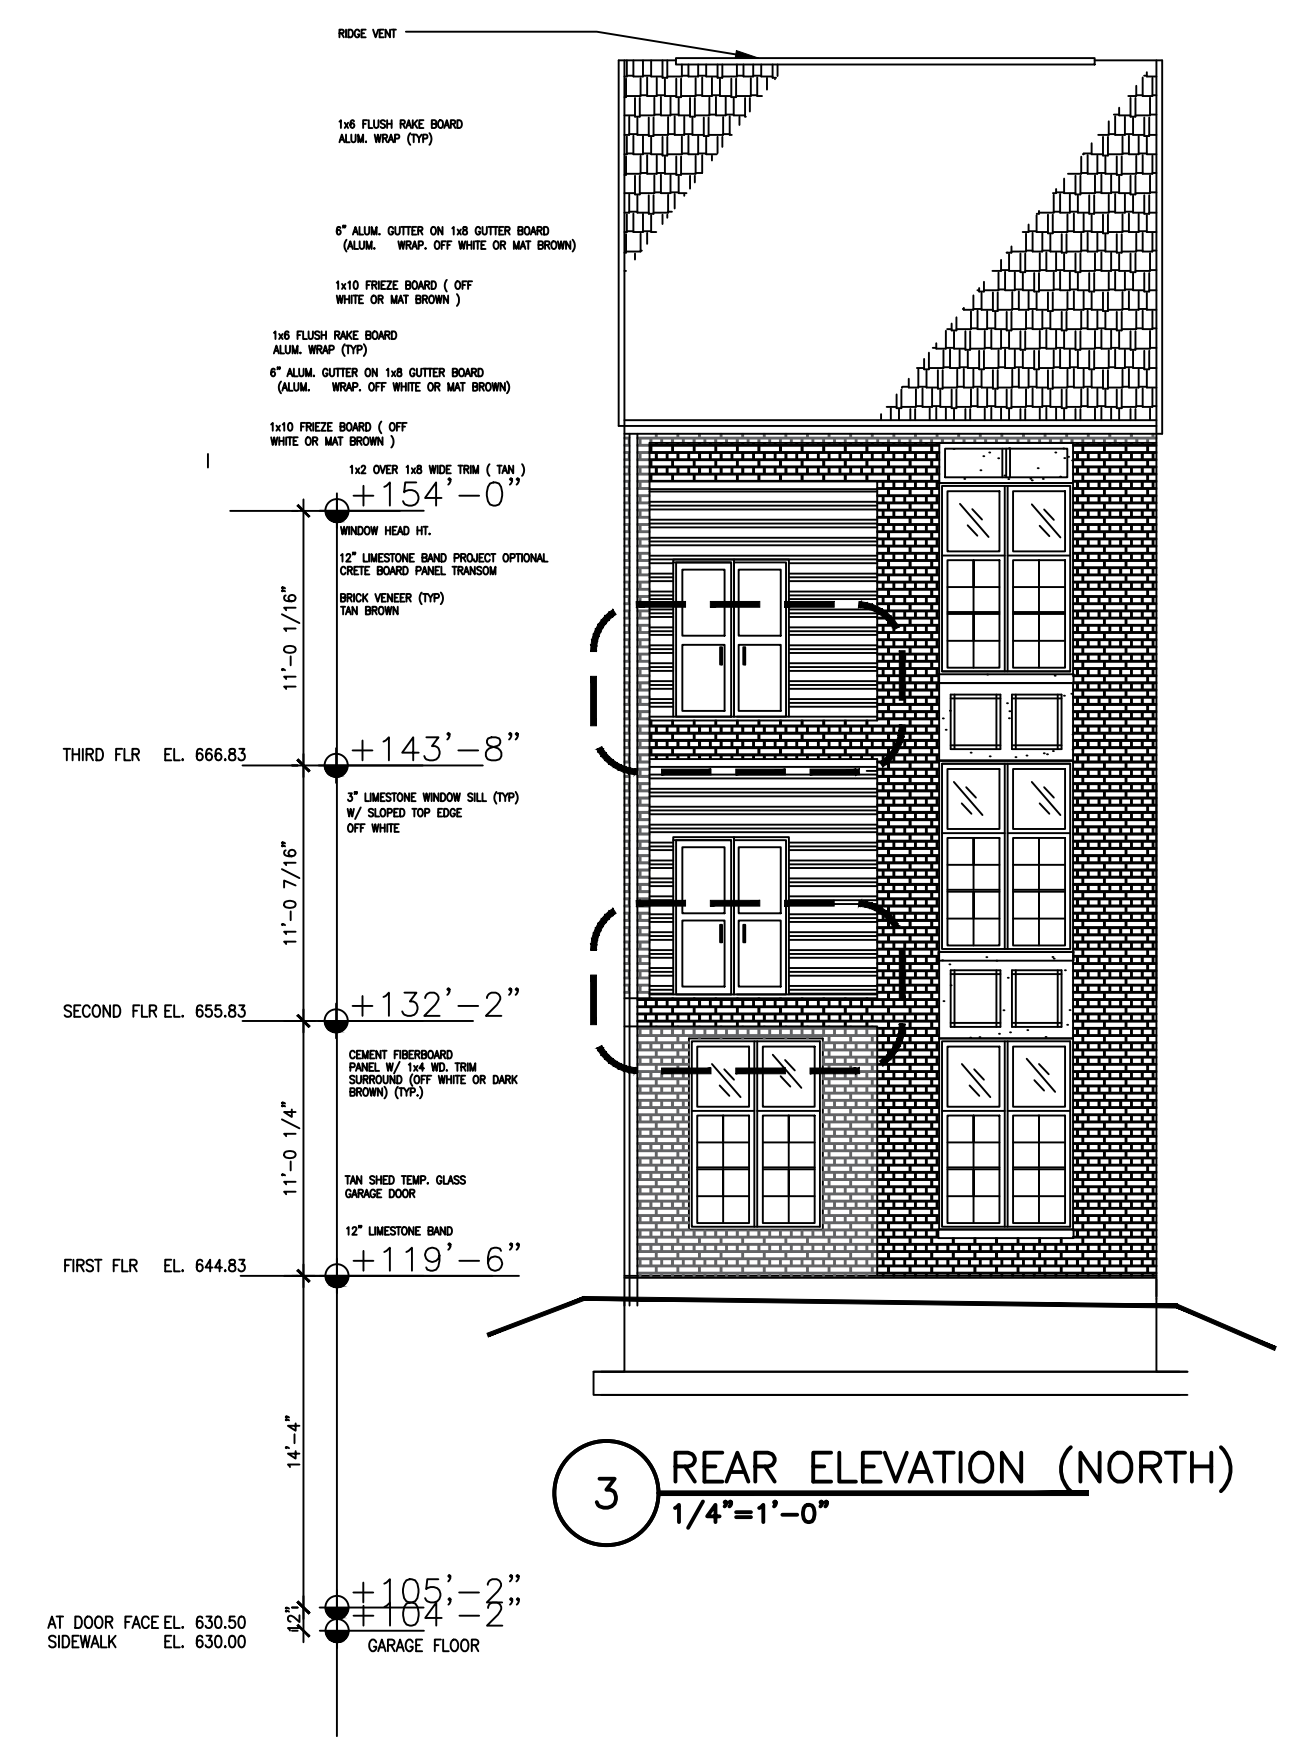 RIDGE VENT
1x6 FLUSH RAKE BOARD
ALUM. WRAP (TYP)
6" ALUM. GUTTER ON 1x8 GUTTER BOARD
(ALUM. WRAP. OFF WHITE OR MAT BROWN)
1x10 FRIEZE BOARD ( OFF
WHITE OR MAT BROWN )
1x6 FLUSH RAKE BOARD
ALUM. WRAP (TYP)
6" ALUM. GUTTER ON 1x8 GUTTER BOARD
(ALUM. WRAP. OFF WHITE OR MAT BROWN)
1x10 FRIEZE BOARD ( OFF
WHITE OR MAT BROWN )
1x2 OVER 1x8 WIDE TRIM ( TAN )
+154'-0"
WINDOW HEAD HT.
12" LIMESTONE BAND PROJECT OPTIONAL
CRETE BOARD PANEL TRANSOM
BRICK VENEER (TYP)
TAN BROWN
11'-0 1/16"
THIRD FLR EL. 666.83
+143'-8"
3" LIMESTONE WINDOW SILL (TYP)
W/ SLOPED TOP EDGE
OFF WHITE
11'-0 7/16"
SECOND FLR EL. 655.83
+132'-2"
CEMENT FIBERBOARD
PANEL W/ 1x4 WD. TRIM
SURROUND (OFF WHITE OR DARK
BROWN) (TYP.)
11'-0 1/4"
TAN SHED TEMP. GLASS
GARAGE DOOR
12" LIMESTONE BAND
FIRST FLR EL. 644.83
+119'-6"
14'-4"
3
REAR ELEVATION (NORTH)
1/4"=1'-0"
+105'-2"
12"
+104'-2"
AT DOOR FACE EL. 630.50
SIDEWALK EL. 630.00
GARAGE FLOOR